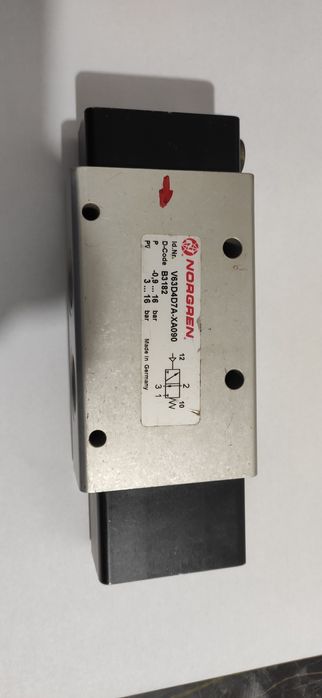 NORGREN
Id.Nr. V63D4D7A-XA090
D-Code B3182
P -0,9 ... 16 bar
PV 3 ... 16 bar
Made in Germany
12
2
10
3 1